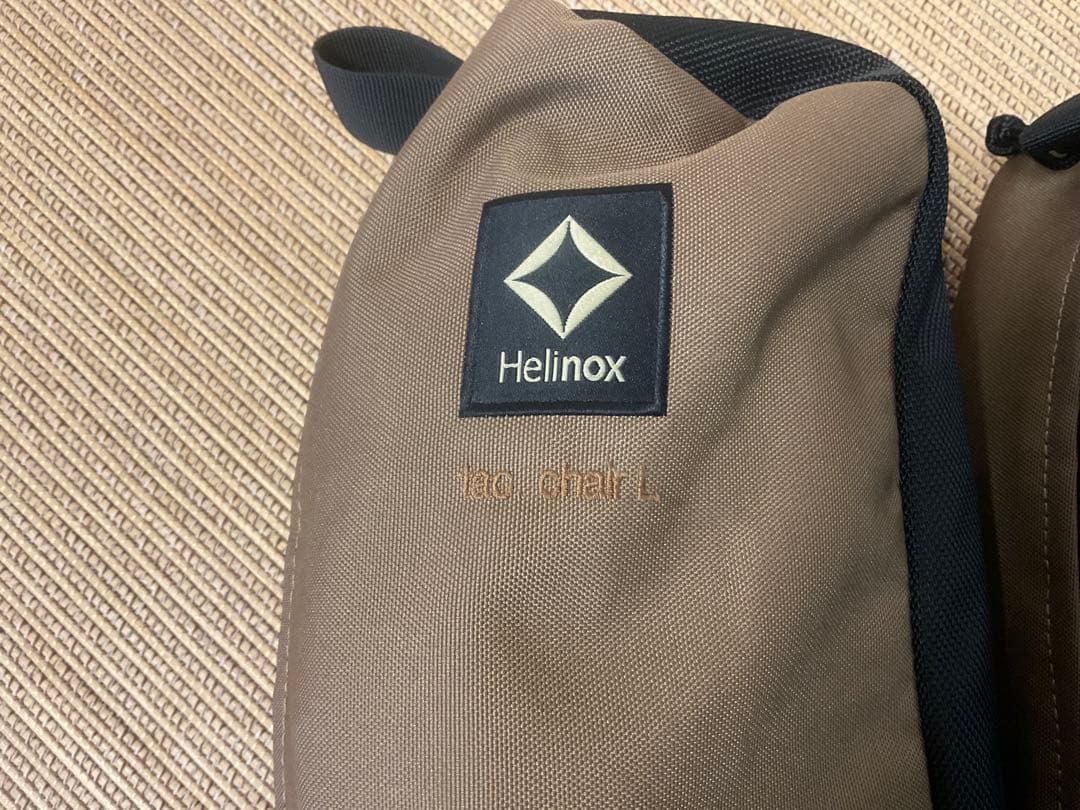 Helinox
tac. chair L